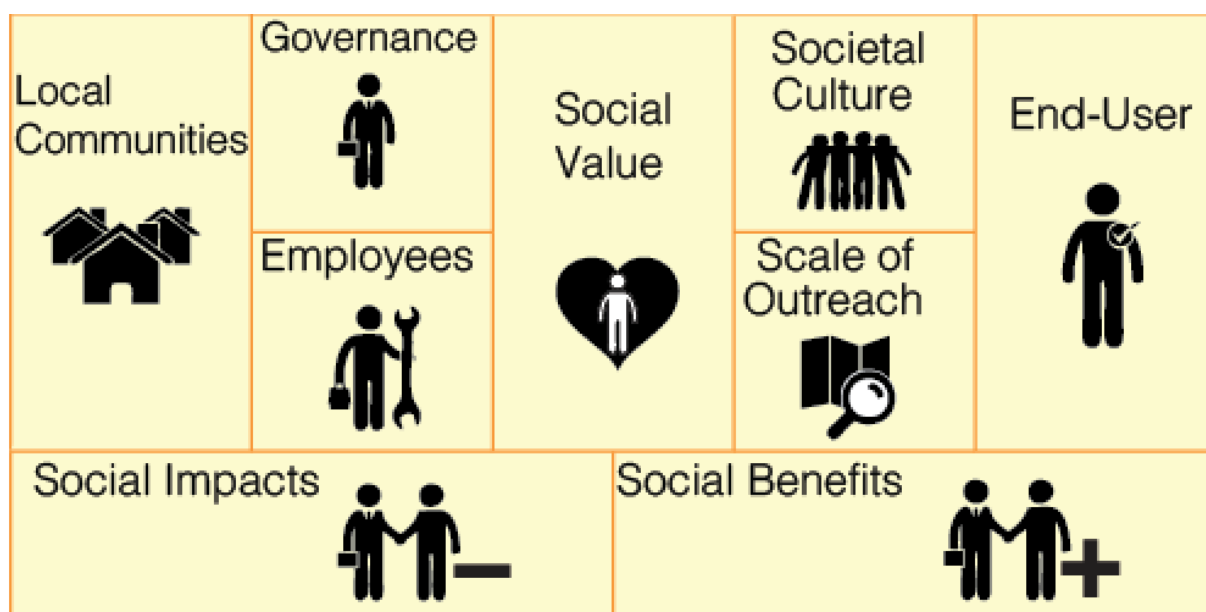 Local
Communities
Governance
Employees
Social
Value
Societal
Culture
Scale of
Outreach
End-User
Social Impacts
Social Benefits